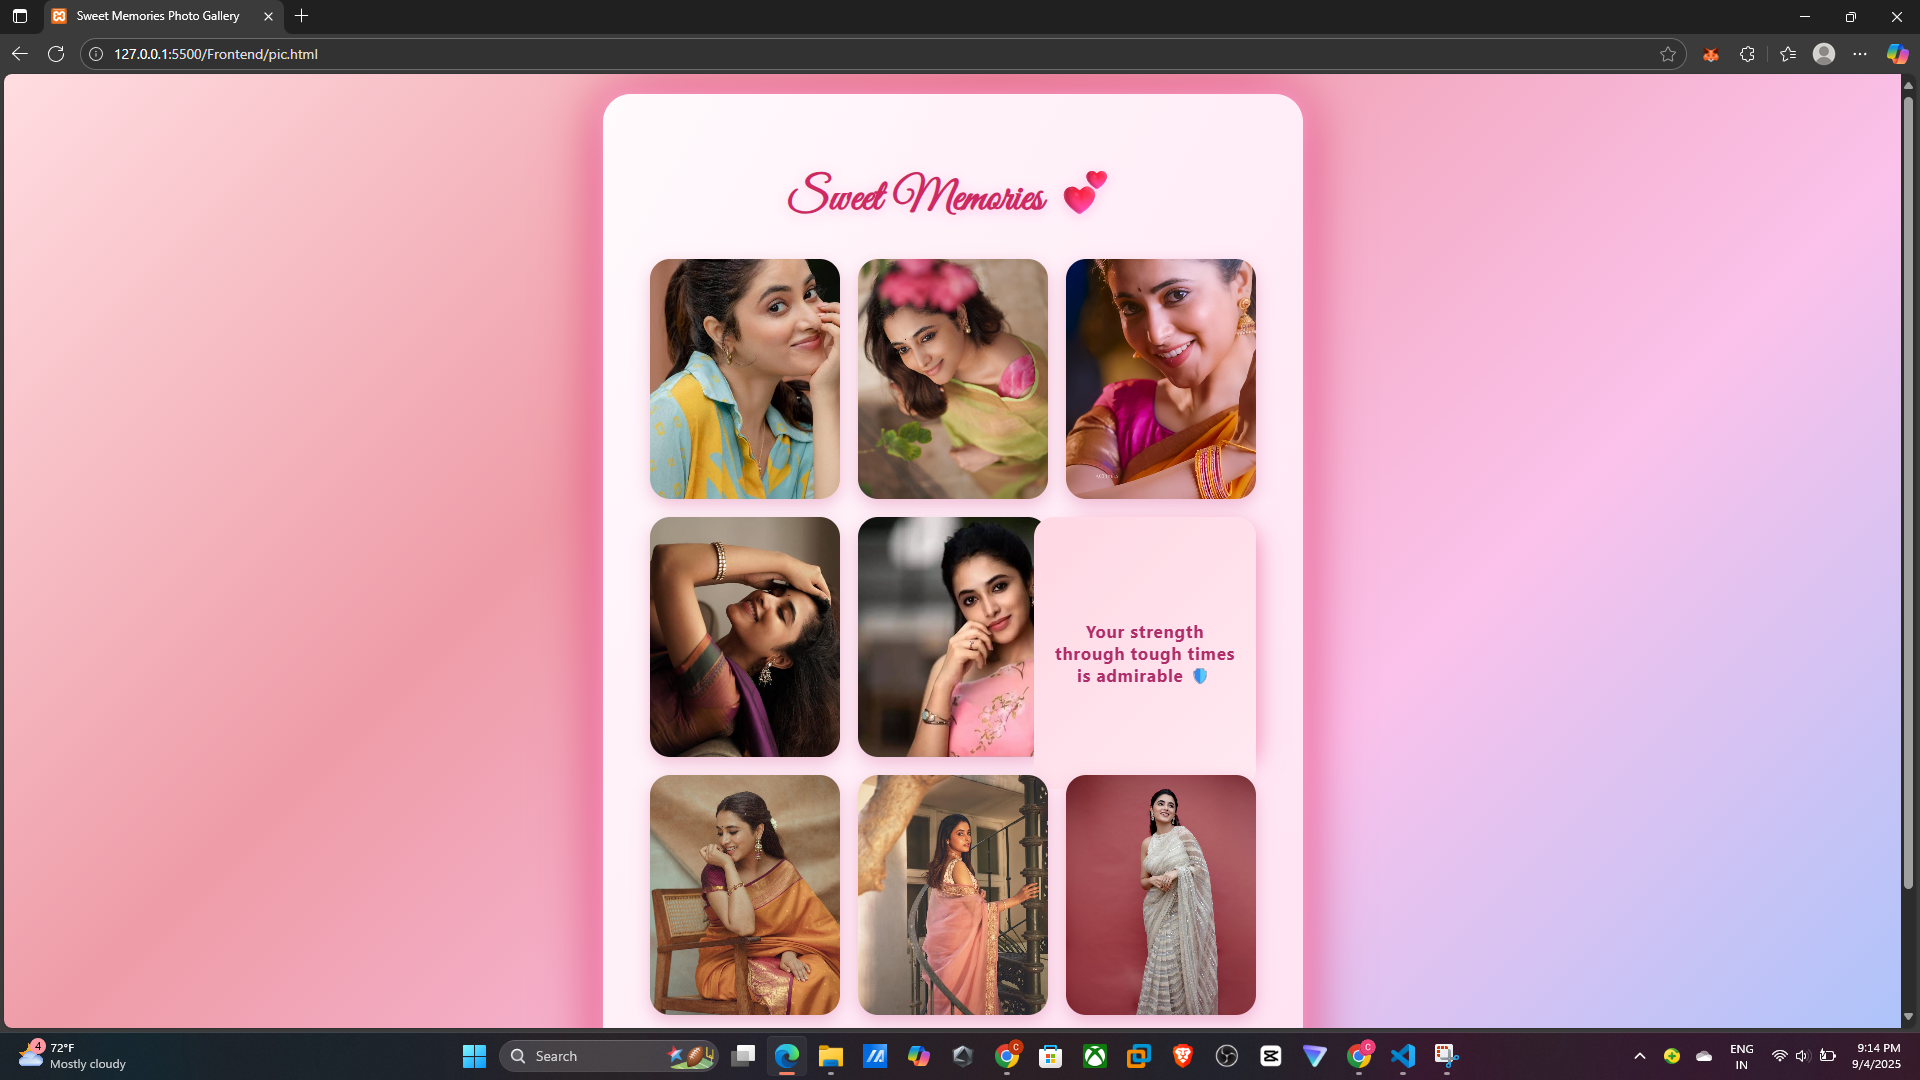 Sweet Memories Photo Gallery
127.0.0.1:5500/Frontend/pic.html
Sweet Memories 💕
Your strength
through tough times
is admirable 🛡️
4
72°F
Mostly cloudy
Search
C
C
ENG
IN
9:14 PM
9/4/2025